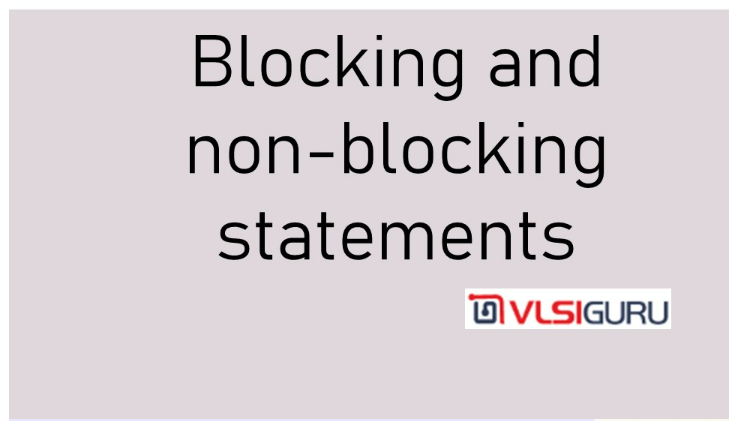 Blocking and
non-blocking
statements
VLSIGURU